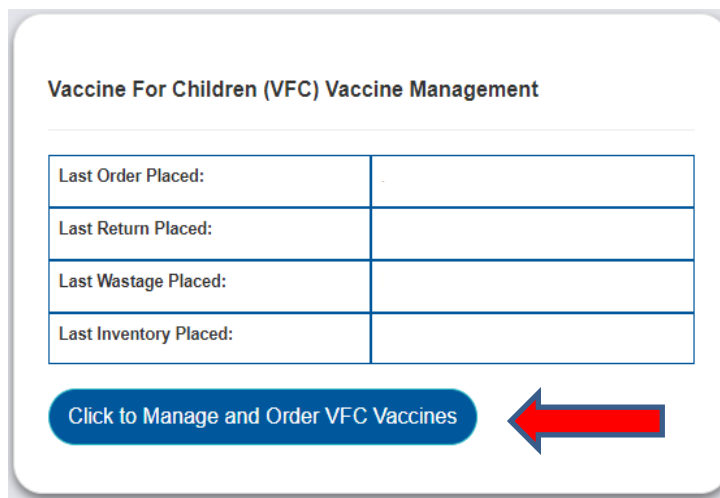 Vaccine For Children (VFC) Vaccine Management
Last Order Placed:
Last Return Placed:
Last Wastage Placed:
Last Inventory Placed:
Click to Manage and Order VFC Vaccines